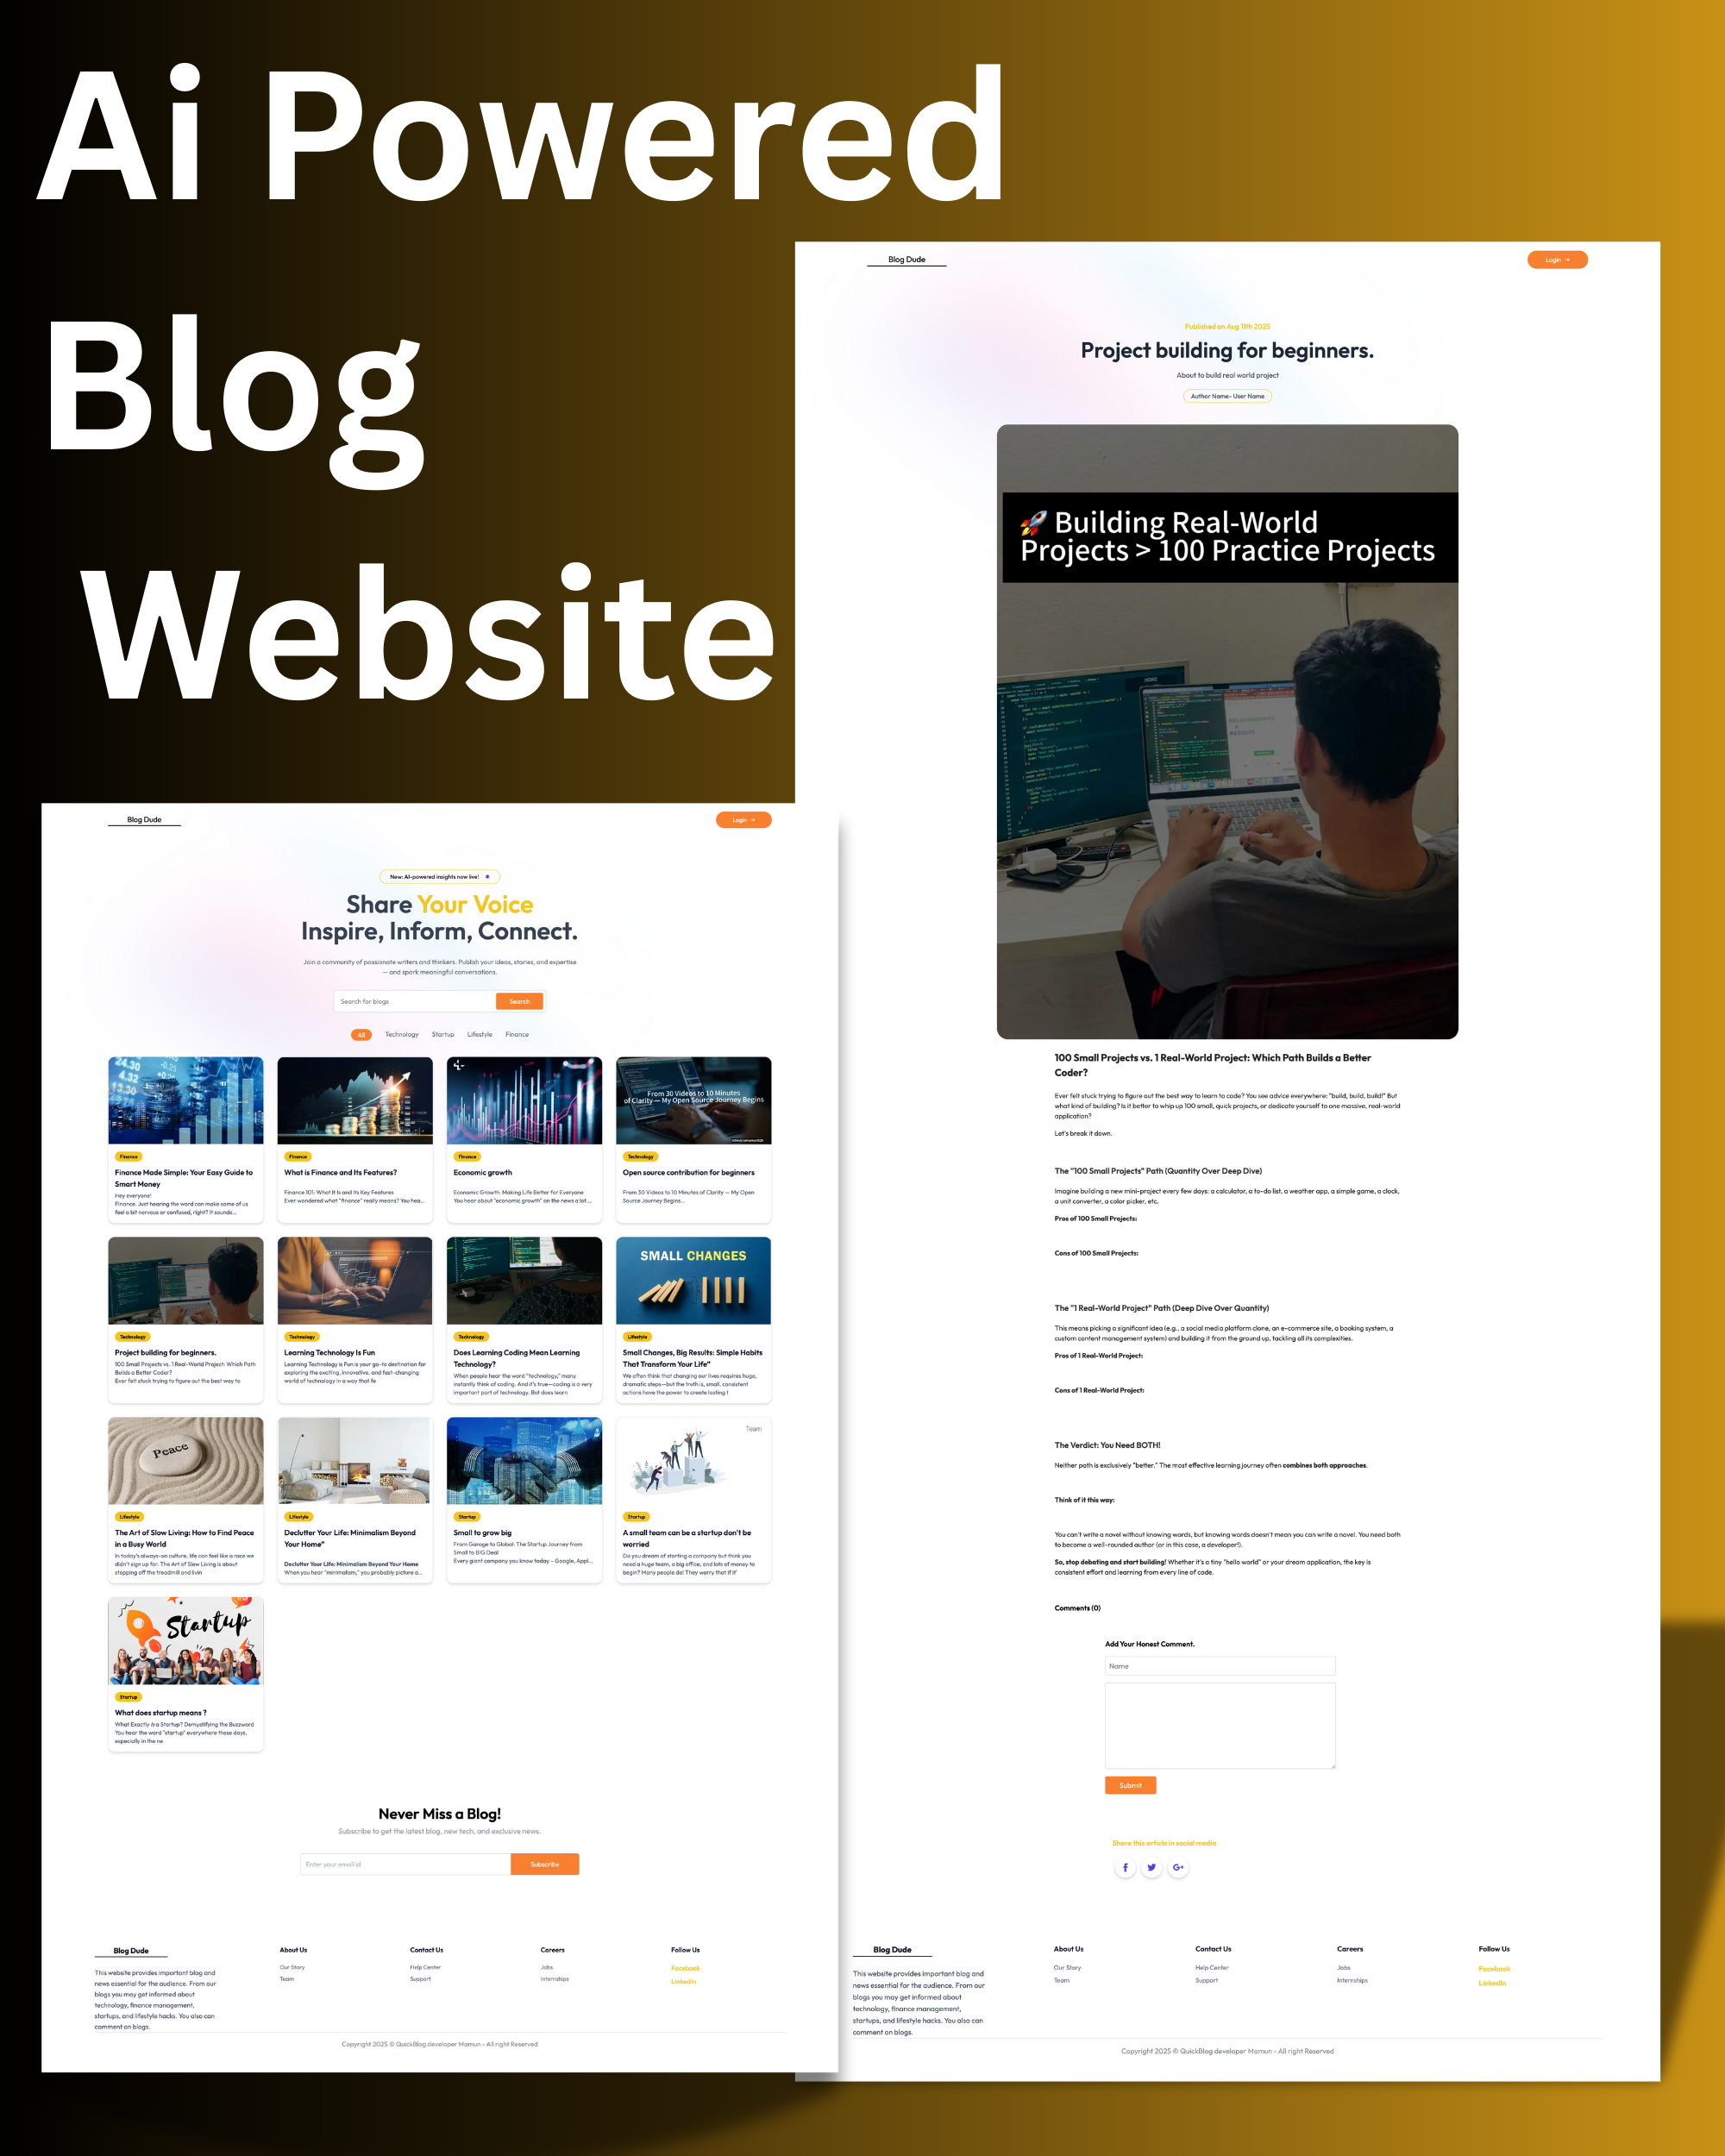 Ai Powered
Blog
Website
Blog Dude
Login →
Published on Aug 11th 2025
Project building for beginners.
About to build real world project
Author Name- User Name
🚀 Building Real-World
Projects > 100 Practice Projects
100 Small Projects vs. 1 Real-World Project: Which Path Builds a Better
Coder?
Ever felt stuck trying to figure out the best way to learn to code? You see advice everywhere: "build, build, build!" But
what kind of building? Is it better to whip up 100 small, quick projects, or dedicate yourself to one massive, real-world
application?
Let's break it down.
The "100 Small Projects" Path (Quantity Over Deep Dive)
Imagine building a new mini-project every few days: a calculator, a to-do list, a weather app, a simple game, a clock,
a unit converter, a color picker, etc.
Pros of 100 Small Projects:
Cons of 100 Small Projects:
The "1 Real-World Project" Path (Deep Dive Over Quantity)
This means picking a significant idea (e.g., a social media platform clone, an e-commerce site, a booking system, a
custom content management system) and building it from the ground up, tackling all its complexities.
Pros of 1 Real-World Project:
Cons of 1 Real-World Project:
The Verdict: You Need BOTH!
Neither path is exclusively "better." The most effective learning journey often combines both approaches.
Think of it this way:
You can't write a novel without knowing words, but knowing words doesn't mean you can write a novel. You need both
to become a well-rounded author (or in this case, a developer!).
So, stop debating and start building! Whether it's a tiny "hello world" or your dream application, the key is
consistent effort and learning from every line of code.
Comments (0)
Add Your Honest Comment.
Name
Submit
Share this article in social media
f
G+
Blog Dude
This website provides important blog and
news essential for the audience. From our
blogs you may get informed about
technology, finance management,
startups, and lifestyle hacks. You also can
comment on blogs.
About Us
Our Story
Team
Contact Us
Help Center
Support
Careers
Jobs
Internships
Follow Us
Facebook
LinkedIn
Copyright 2025 © QuickBlog developer Mamun - All right Reserved
Blog Dude
Login →
New: AI-powered insights now live!
Share Your Voice
Inspire, Inform, Connect.
Join a community of passionate writers and thinkers. Publish your ideas, stories, and expertise
— and spark meaningful conversations.
Search for blogs
Search
All
Technology
Startup
Lifestyle
Finance
24.30
13.30
Finance
Finance Made Simple: Your Easy Guide to
Smart Money
Hey everyone!
Finance. Just hearing the word can make some of us
feel a bit nervous or confused, right? It sounds...
Finance
What is Finance and Its Features?
Finance 101: What It Is and Its Key Features
Ever wondered what "finance" really means? You hea...
Finance
Economic growth
Economic Growth: Making Life Better for Everyone
You hear about "economic growth" on the news a lot....
From 30 Videos to 10 Minutes
of Clarity — My Open Source Journey Begins
Technology
Open source contribution for beginners
From 30 Videos to 10 Minutes of Clarity — My Open
Source Journey Begins...
Technology
Project building for beginners.
100 Small Projects vs. 1 Real-World Project: Which Path
Builds a Better Coder?
Ever felt stuck trying to figure out the best way to
Technology
Learning Technology Is Fun
Learning Technology is Fun is your go-to destination for
exploring the exciting, innovative, and fast-changing
world of technology in a way that fe
Technology
Does Learning Coding Mean Learning
Technology?
When people hear the word "technology," many
instantly think of coding. And it's true—coding is a very
important part of technology. But does learn
SMALL CHANGES
Lifestyle
Small Changes, Big Results: Simple Habits
That Transform Your Life"
We often think that changing our lives requires huge,
dramatic steps—but the truth is, small, consistent
actions have the power to create lasting t
Peace
Lifestyle
The Art of Slow Living: How to Find Peace
in a Busy World
In today's always-on culture, life can feel like a race we
didn't sign up for. The Art of Slow Living is about
stepping off the treadmill and livin
Lifestyle
Declutter Your Life: Minimalism Beyond
Your Home"
Declutter Your Life: Minimalism Beyond Your Home
When you hear "minimalism," you probably picture a...
Startup
Small to grow big
From Garage to Global: The Startup Journey from
Small to BIG Deal
Every giant company you know today – Google, Appl...
Team
Startup
A small team can be a startup don't be
worried
Do you dream of starting a company but think you
need a huge team, a big office, and lots of money to
begin? Many people do! They worry that if it'
Startup
Startup
What does startup means ?
What Exactly Is a Startup? Demystifying the Buzzword
You hear the word "startup" everywhere these days,
especially in the ne
Never Miss a Blog!
Subscribe to get the latest blog, new tech, and exclusive news.
Enter your email id
Subscribe
Blog Dude
This website provides important blog and
news essential for the audience. From our
blogs you may get informed about
technology, finance management,
startups, and lifestyle hacks. You also can
comment on blogs.
About Us
Our Story
Team
Contact Us
Help Center
Support
Careers
Jobs
Internships
Follow Us
Facebook
LinkedIn
Copyright 2025 © QuickBlog developer Mamun - All right Reserved